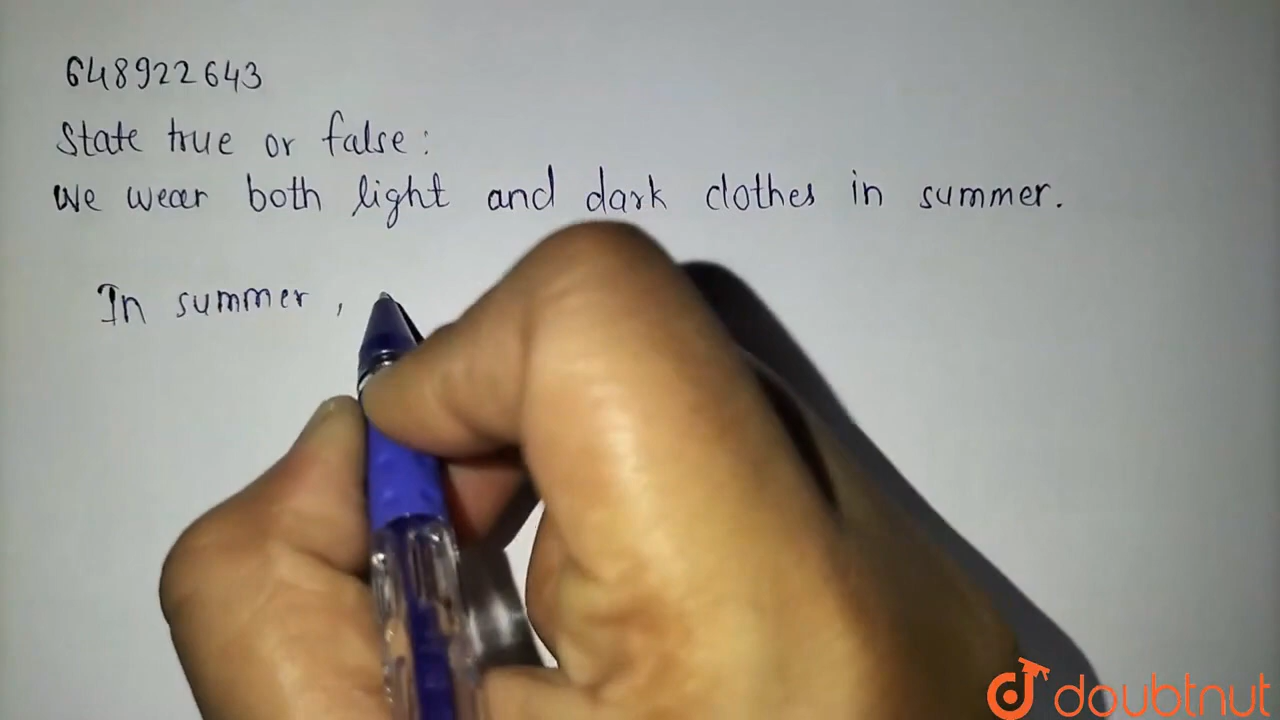 648922643
State true or false:
We wear both light and dark clothes in summer.
In summer,
doubtnut